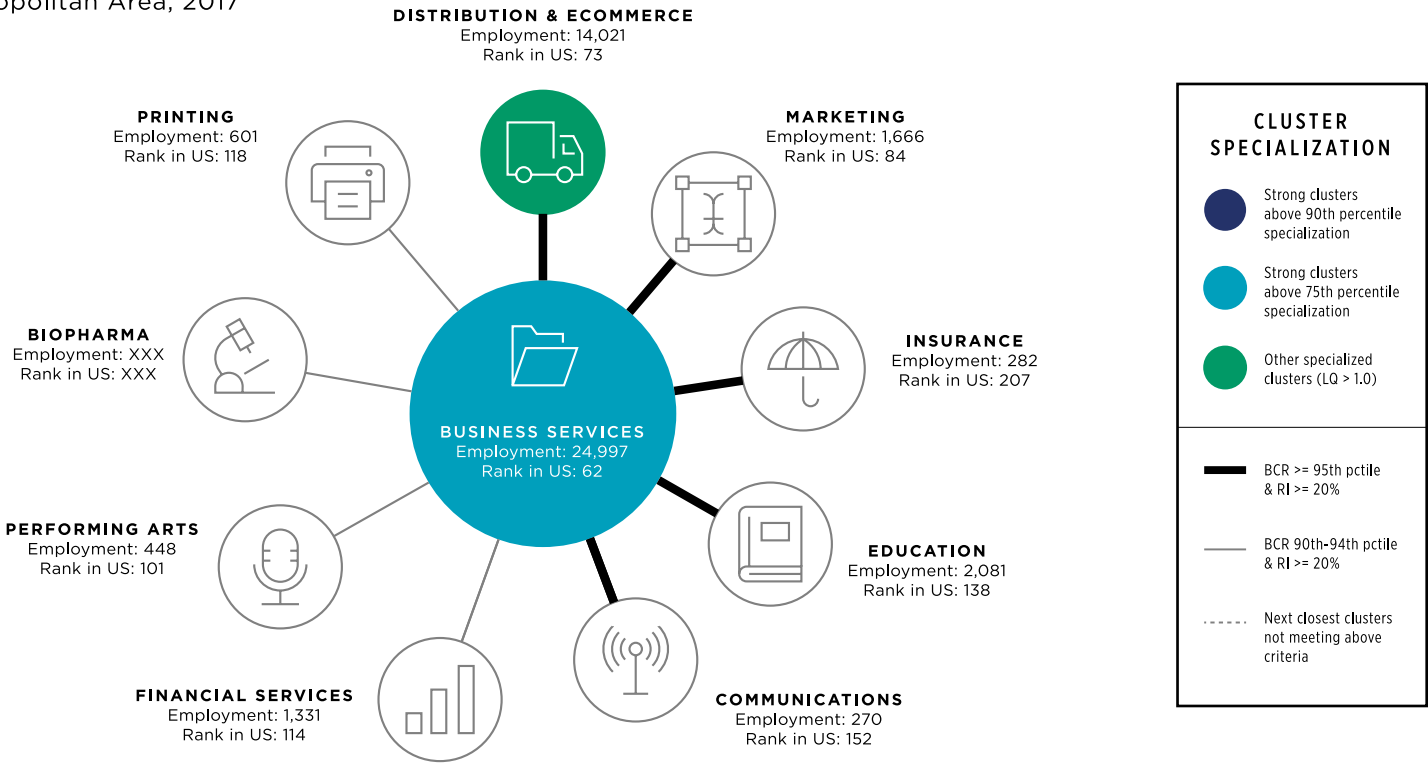 Area, 2017
DISTRIBUTION & ECOMMERCE
Employment: 14,021
Rank in US: 73
PRINTING
Employment: 601
Rank in US: 118
MARKETING
Employment: 1,666
Rank in US: 84
BIOPHARMA
Employment: XXX
Rank in US: XXX
INSURANCE
Employment: 282
Rank in US: 207
BUSINESS SERVICES
Employment: 24,997
Rank in US: 62
PERFORMING ARTS
Employment: 448
Rank in US: 101
EDUCATION
Employment: 2,081
Rank in US: 138
FINANCIAL SERVICES
Employment: 1,331
Rank in US: 114
COMMUNICATIONS
Employment: 270
Rank in US: 152
CLUSTER
SPECIALIZATION
Strong clusters
above 90th percentile
specialization
Strong clusters
above 75th percentile
specialization
Other specialized
clusters (LQ > 1.0)
BCR >= 95th pctile
& RI >= 20%
BCR 90th-94th pctile
& RI >= 20%
Next closest clusters
not meeting above
criteria